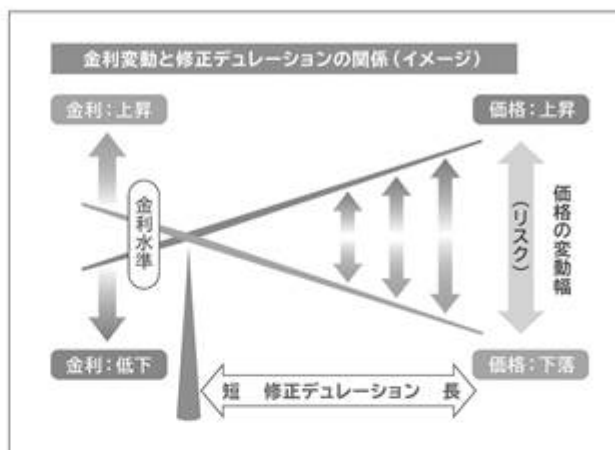 金利変動と修正デュレーションの関係(イメージ)
金利:上昇
価格:上昇
金利水準
価格の変動幅
(リスク)
金利:低下
価格:下落
短 修正デュレーション 長